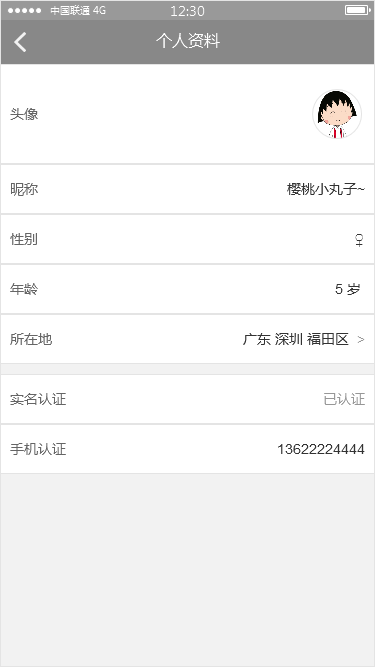 中国联通 4G 12:30
个人资料
头像
昵称 樱桃小丸子~
性别 ♀
年龄 5 岁
所在地 广东 深圳 福田区 >
实名认证 已认证
手机认证 13622224444